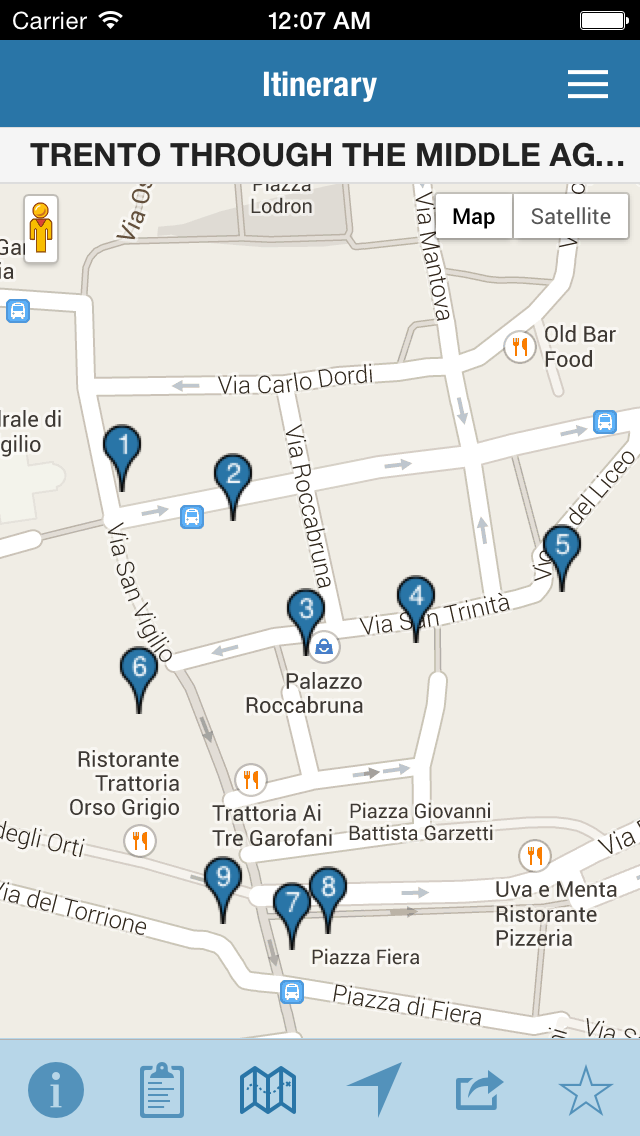 Carrier 12:07 AM
Itinerary
TRENTO THROUGH THE MIDDLE AG...
Piazza
Lodron
Map Satellite
Via Mantova
Old Bar
Food
Via Carlo Dordi
1
2
Via Roccabruna
5
Via San Vigilio
3
4
Via San Trinità
6
Palazzo
Roccabruna
Ristorante
Trattoria
Orso Grigio
Trattoria Ai
Tre Garofani
Piazza Giovanni
Battista Garzetti
degli Orti
9
7
8
Uva e Menta
Ristorante
Pizzeria
Via del Torrione
Piazza Fiera
Piazza di Fiera
i